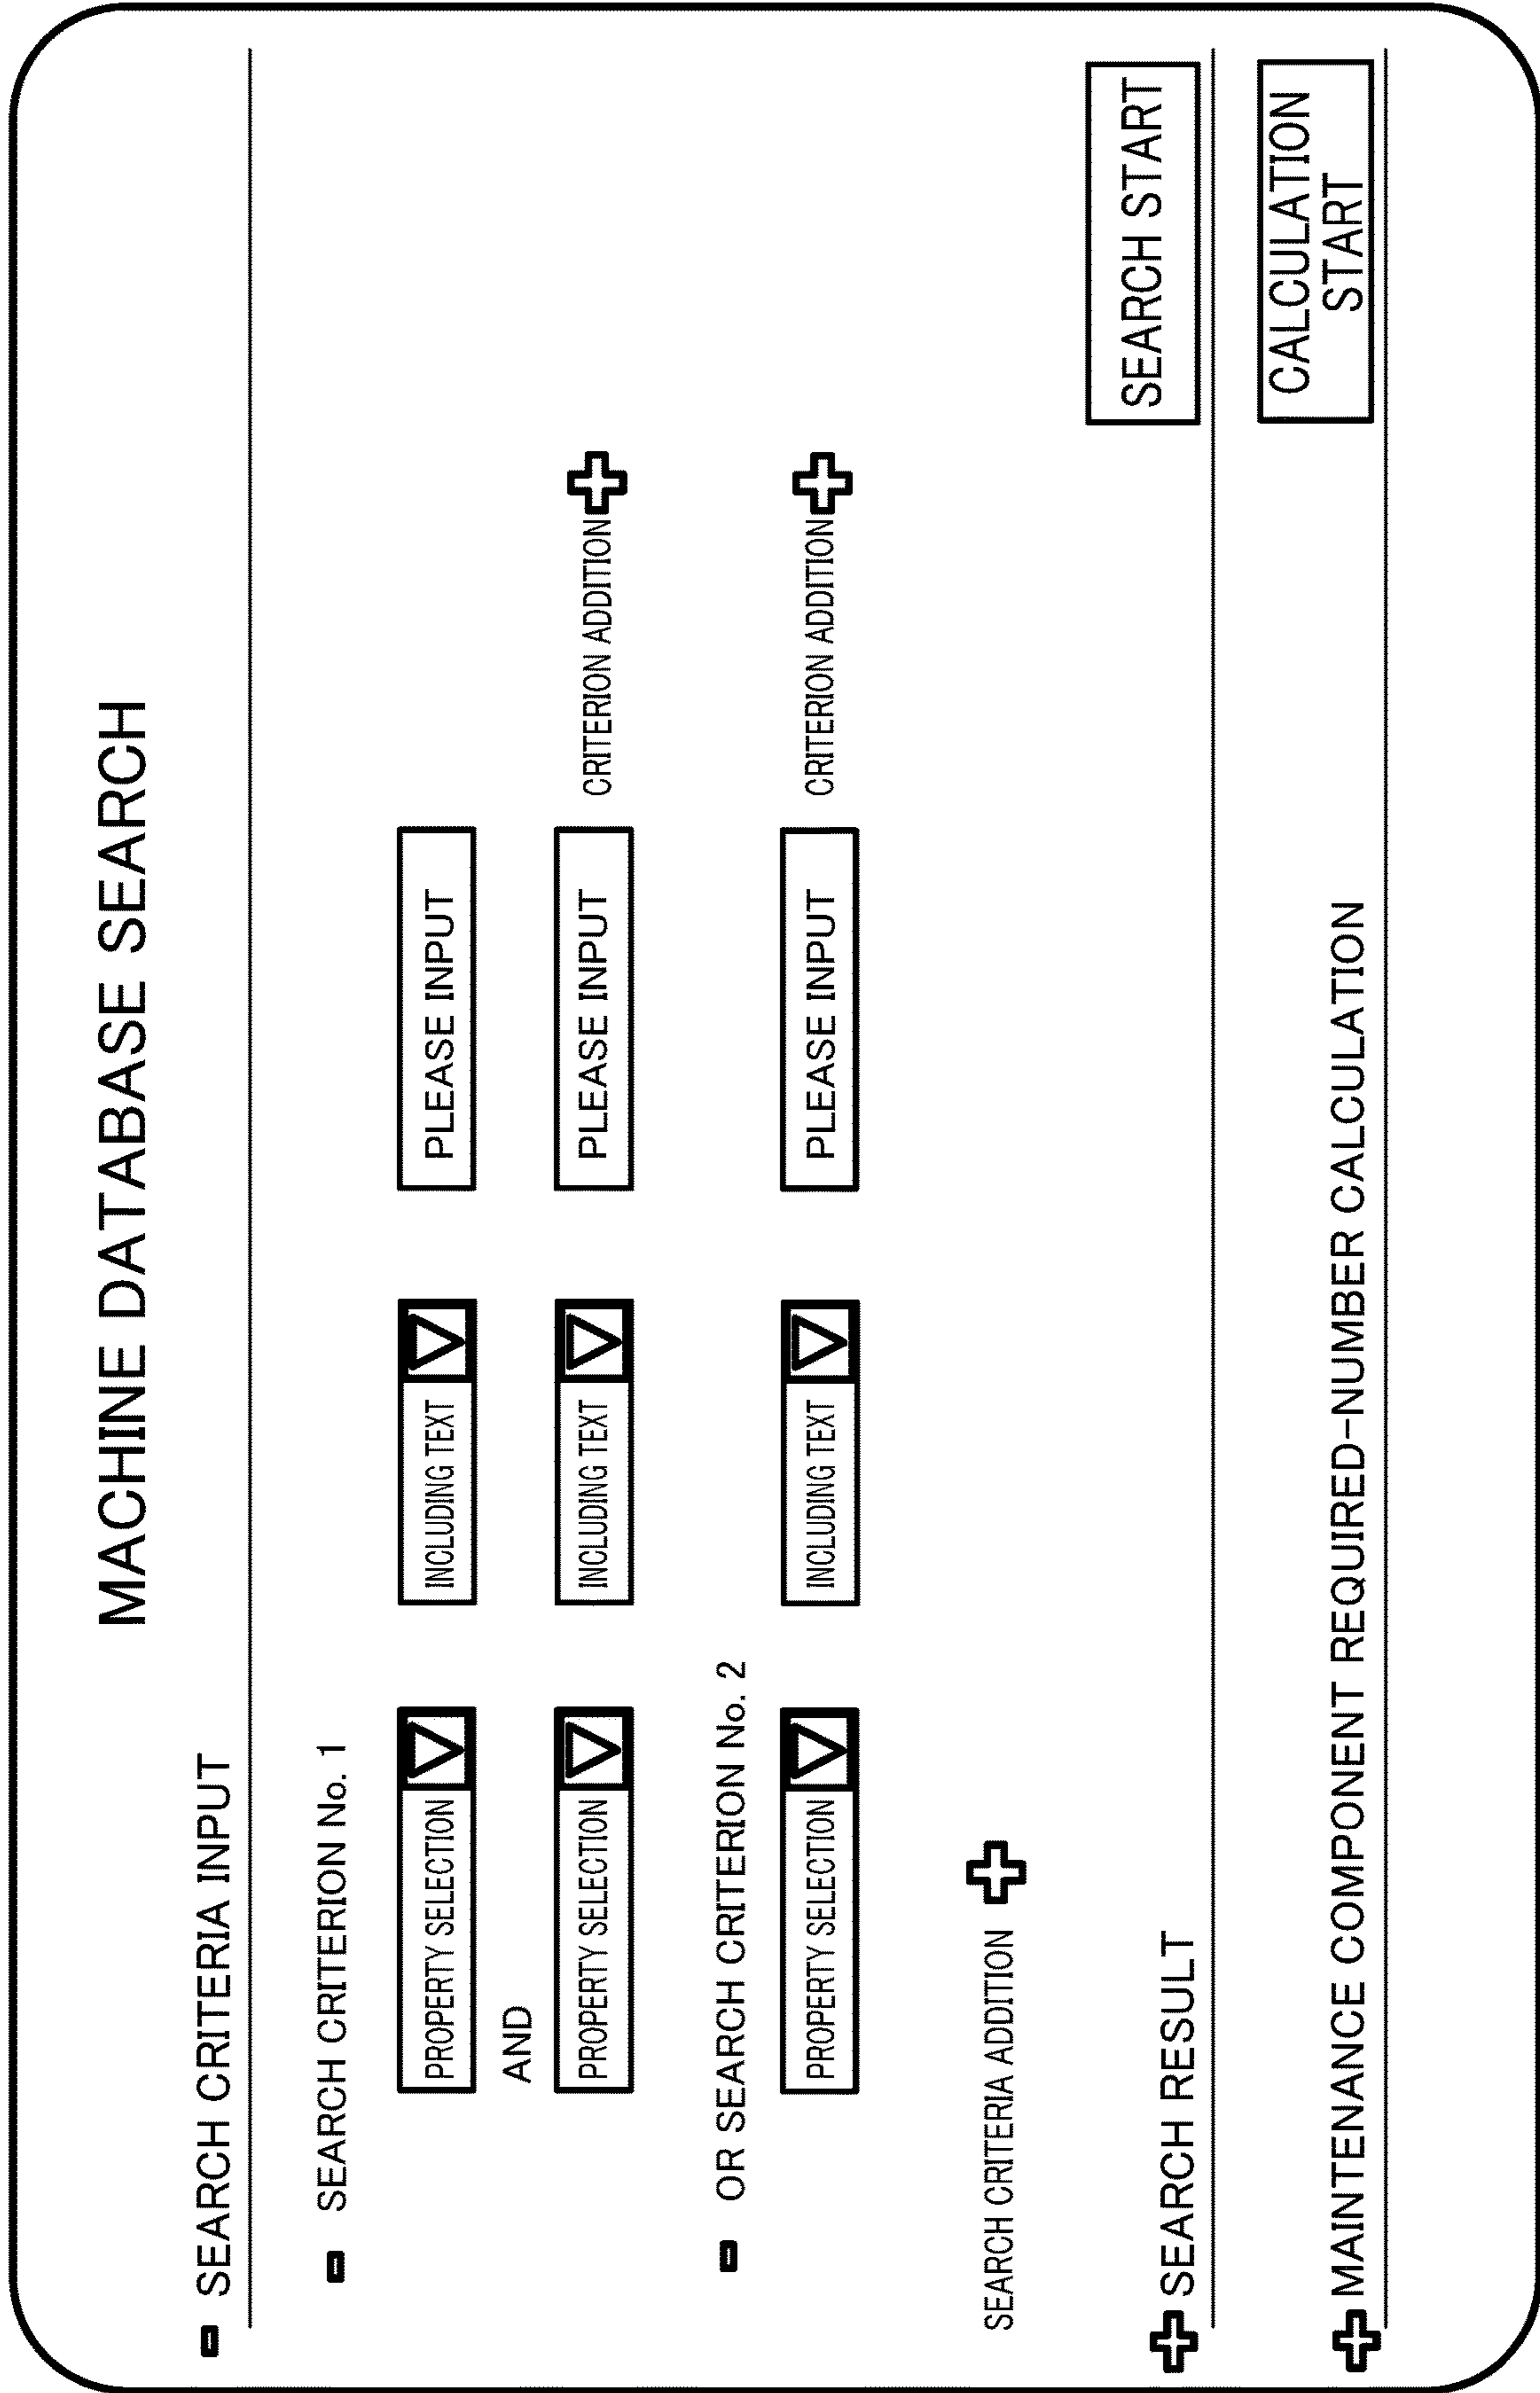 MACHINE DATABASE SEARCH
SEARCH CRITERIA INPUT
SEARCH CRITERION No. 1
PROPERTY SELECTION INCLUDING TEXT PLEASE INPUT
AND
PROPERTY SELECTION INCLUDING TEXT PLEASE INPUT CRITERION ADDITION
OR SEARCH CRITERION No. 2
PROPERTY SELECTION INCLUDING TEXT PLEASE INPUT CRITERION ADDITION
SEARCH CRITERIA ADDITION
SEARCH START
SEARCH RESULT
CALCULATION
START
MAINTENANCE COMPONENT REQUIRED-NUMBER CALCULATION